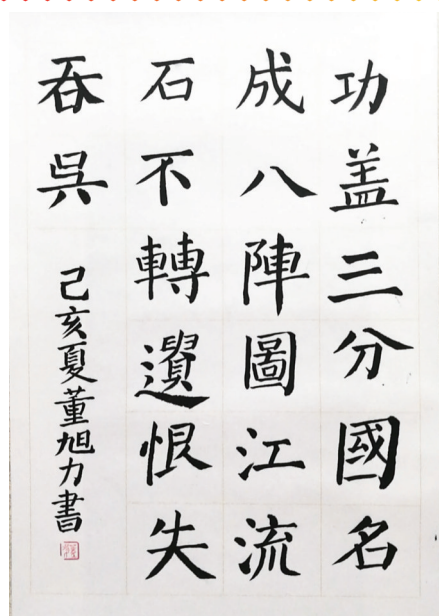 功盖三分國名
成八陣圖江流
石不轉遺恨失
吞吳
己亥夏董旭力書